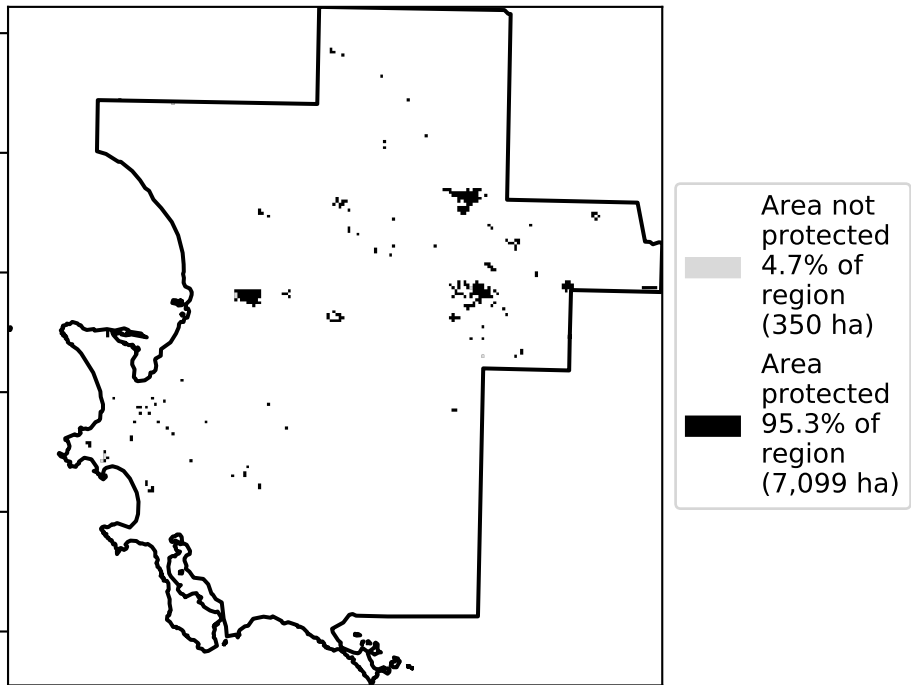 Area not
protected
4.7% of
region
(350 ha)
Area
protected
95.3% of
region
(7,099 ha)